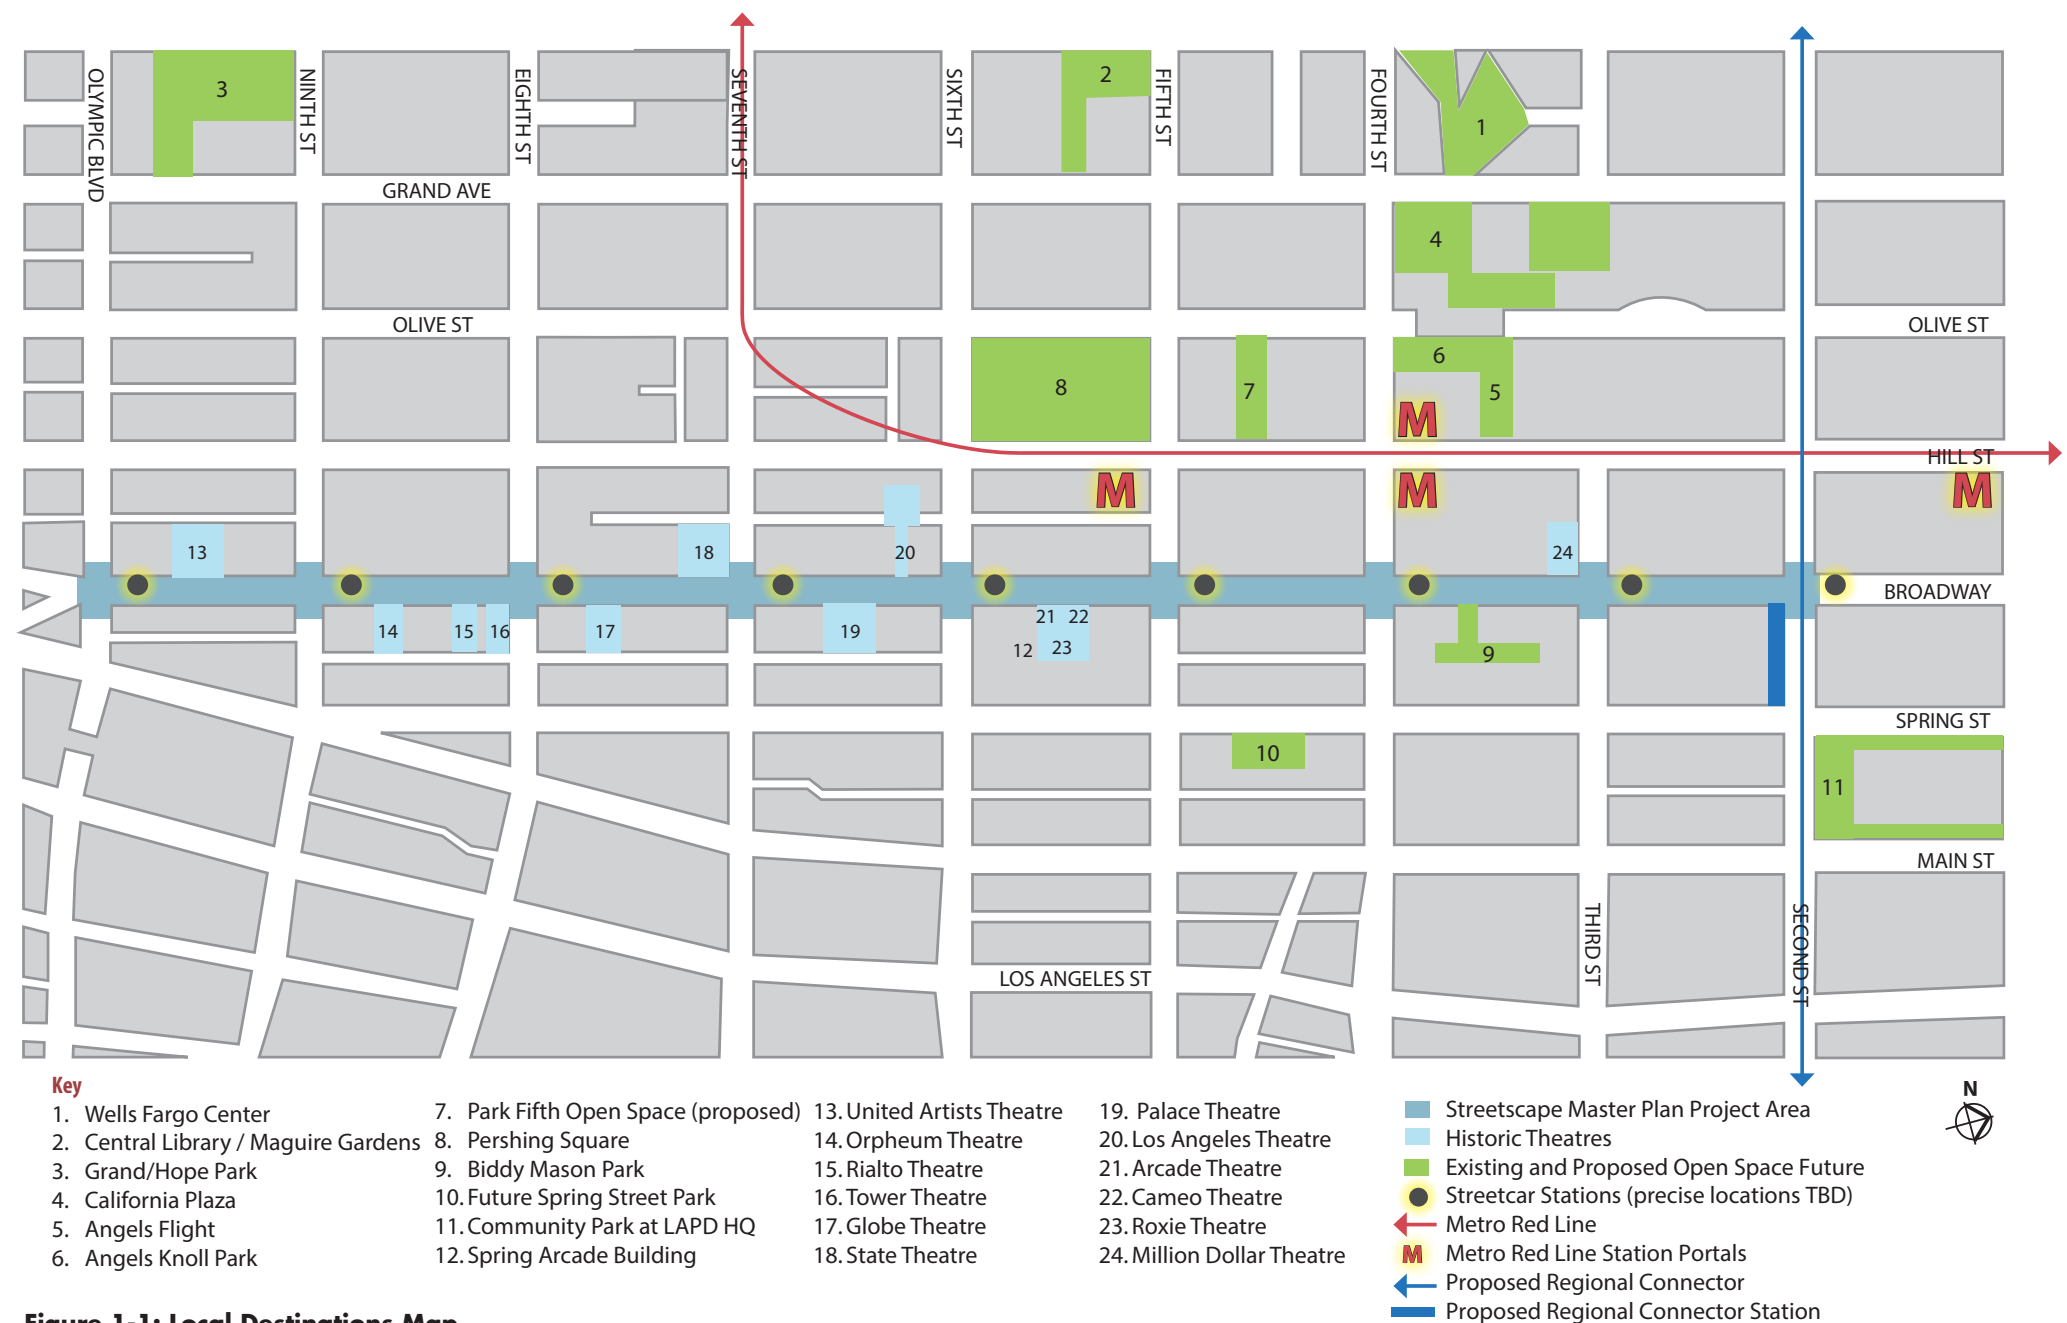 OLYMPIC BLVD
NINTH ST
EIGHTH ST
SEVENTH ST
SIXTH ST
FIFTH ST
FOURTH ST
3
2
1
GRAND AVE
4
OLIVE ST
OLIVE ST
8
7
6
5
M
HILL ST
M
M
M
13
18
20
24
BROADWAY
14
15
16
17
19
21
22
12
23
9
SPRING ST
10
11
MAIN ST
THIRD ST
SECOND ST
LOS ANGELES ST
Key
1. Wells Fargo Center
2. Central Library / Maguire Gardens
3. Grand/Hope Park
4. California Plaza
5. Angels Flight
6. Angels Knoll Park
7. Park Fifth Open Space (proposed)
8. Pershing Square
9. Biddy Mason Park
10. Future Spring Street Park
11. Community Park at LAPD HQ
12. Spring Arcade Building
13. United Artists Theatre
14. Orpheum Theatre
15. Rialto Theatre
16. Tower Theatre
17. Globe Theatre
18. State Theatre
19. Palace Theatre
20. Los Angeles Theatre
21. Arcade Theatre
22. Cameo Theatre
23. Roxie Theatre
24. Million Dollar Theatre
Streetscape Master Plan Project Area
Historic Theatres
Existing and Proposed Open Space Future
Streetcar Stations (precise locations TBD)
Metro Red Line
M Metro Red Line Station Portals
Proposed Regional Connector
Proposed Regional Connector Station
N
Figure 1-1: Local Destinations Map